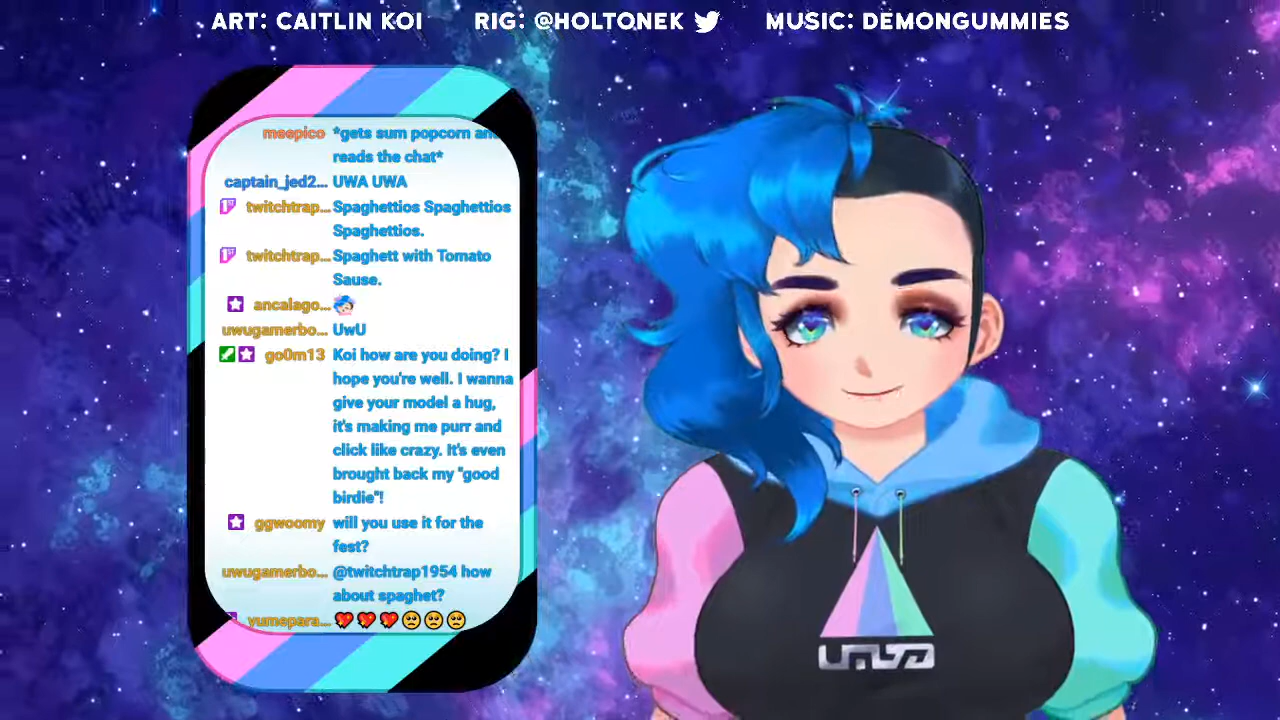 ART: CAITLIN KOI RIG: @HOLTONEK MUSIC: DEMONGUMMIES
meepico *gets sum popcorn and
reads the chat*
captain_jed2... UWA UWA
twitchtrap... Spaghettios Spaghettios
Spaghettios.
twitchtrap... Spaghett with Tomato
Sause.
ancalago...
uwugamerbo... UwU
go0m13 Koi how are you doing? I
hope you're well. I wanna
give your model a hug,
it's making me purr and
click like crazy. It's even
brought back my "good
birdie"!
ggwoomy will you use it for the
fest?
uwugamerbo... @twitchtrap1954 how
about spaghet?
yumepara...